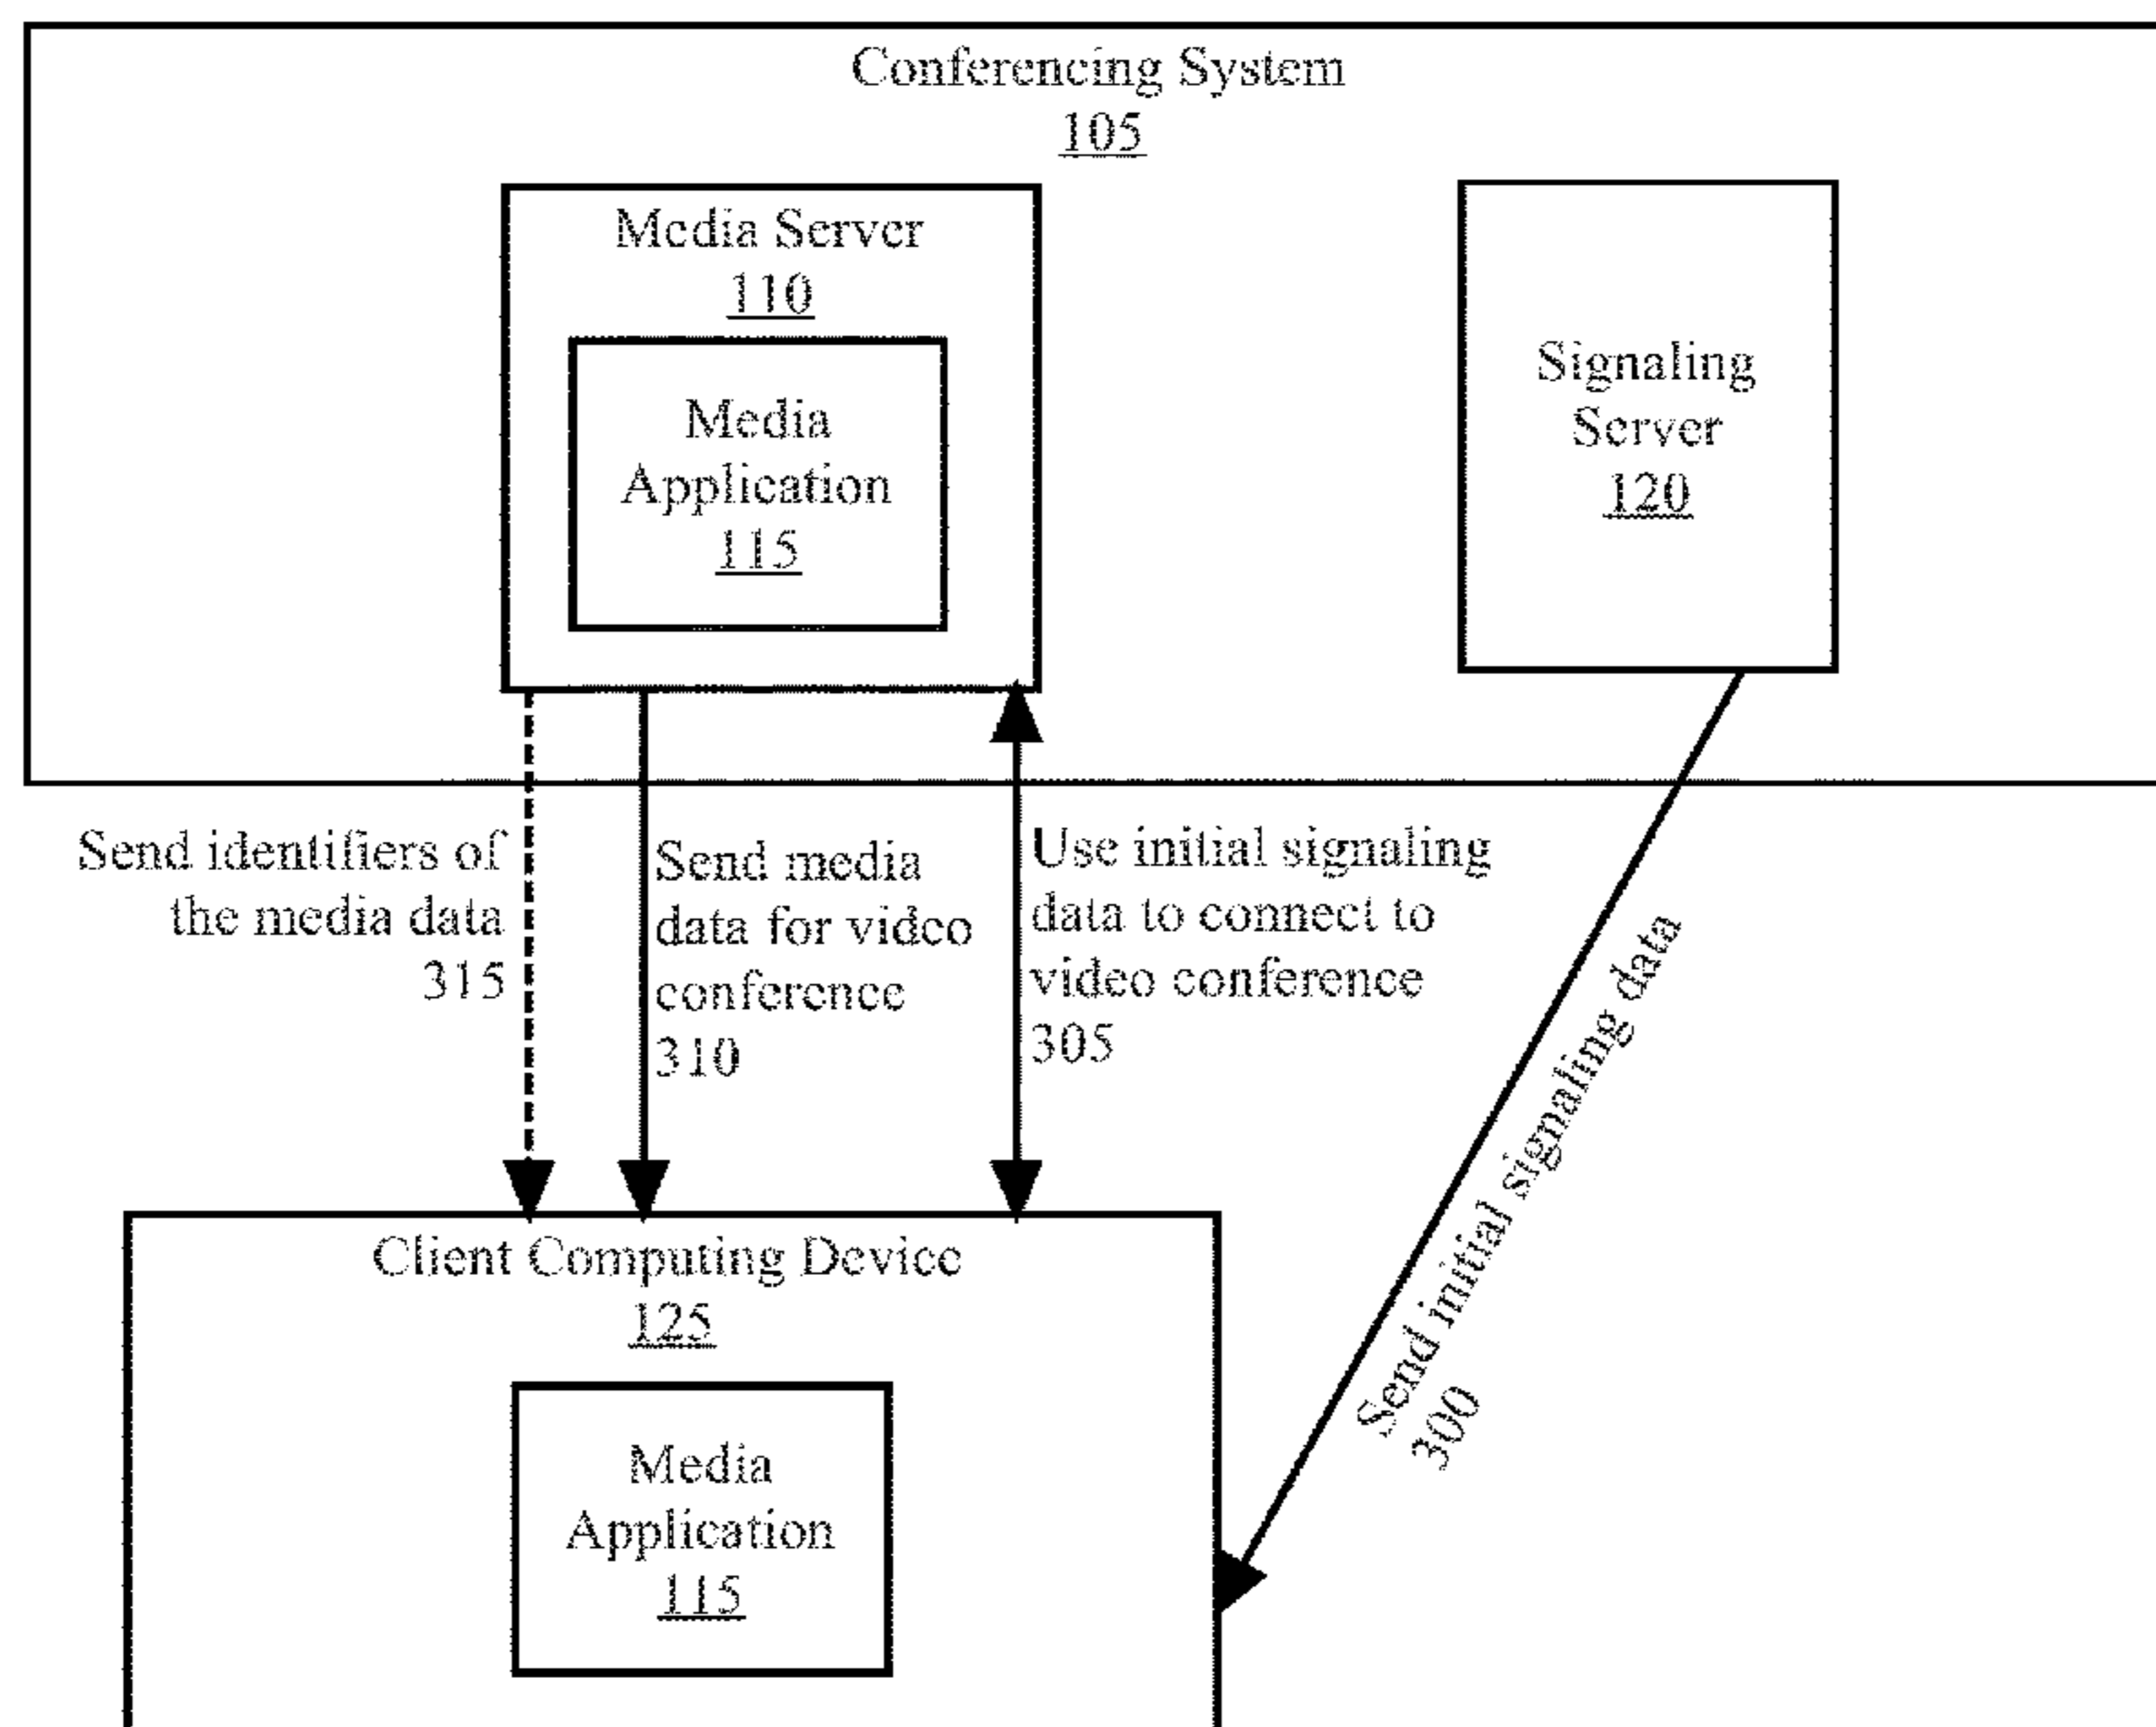 Conferencing System
105
Media Server
110
Media
Application
115
Signaling
Server
120
Send identifiers of
the media data
315
Send media
data for video
conference
310
Use initial signaling
data to connect to
video conference
305
Send initial signaling data
300
Client Computing Device
125
Media
Application
115